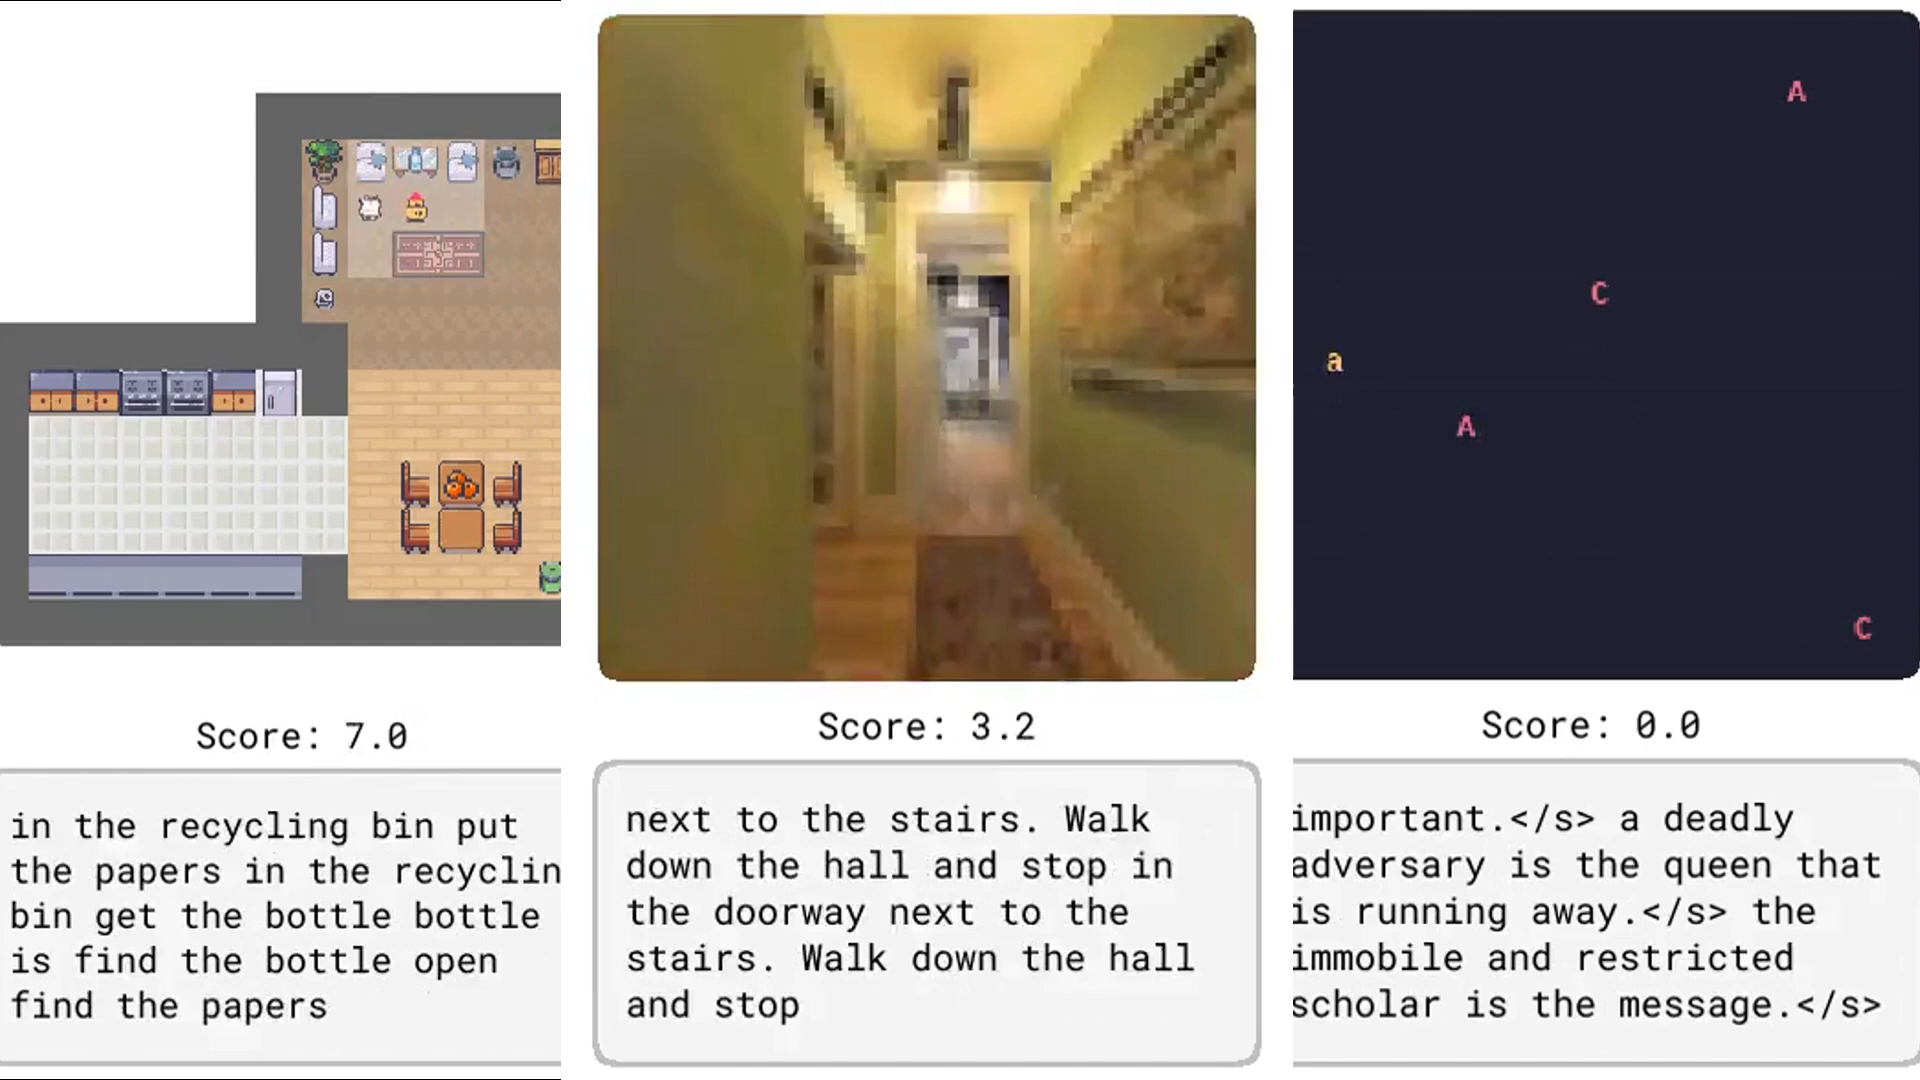 Score: 7.0
in the recycling bin put
the papers in the recyclin
bin get the bottle bottle
is find the bottle open
find the papers
Score: 3.2
next to the stairs. Walk
down the hall and stop in
the doorway next to the
stairs. Walk down the hall
and stop
A
C
a
A
C
Score: 0.0
important.</s> a deadly
adversary is the queen that
is running away.</s> the
immobile and restricted
scholar is the message.</s>